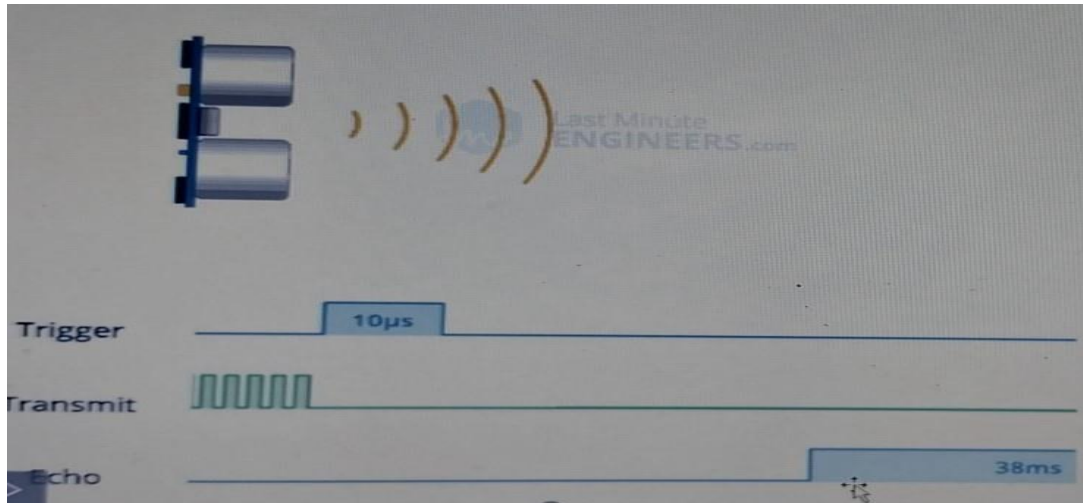 Last Minute
ENGINEERS.com
Trigger
10µs
Transmit
Echo
38ms